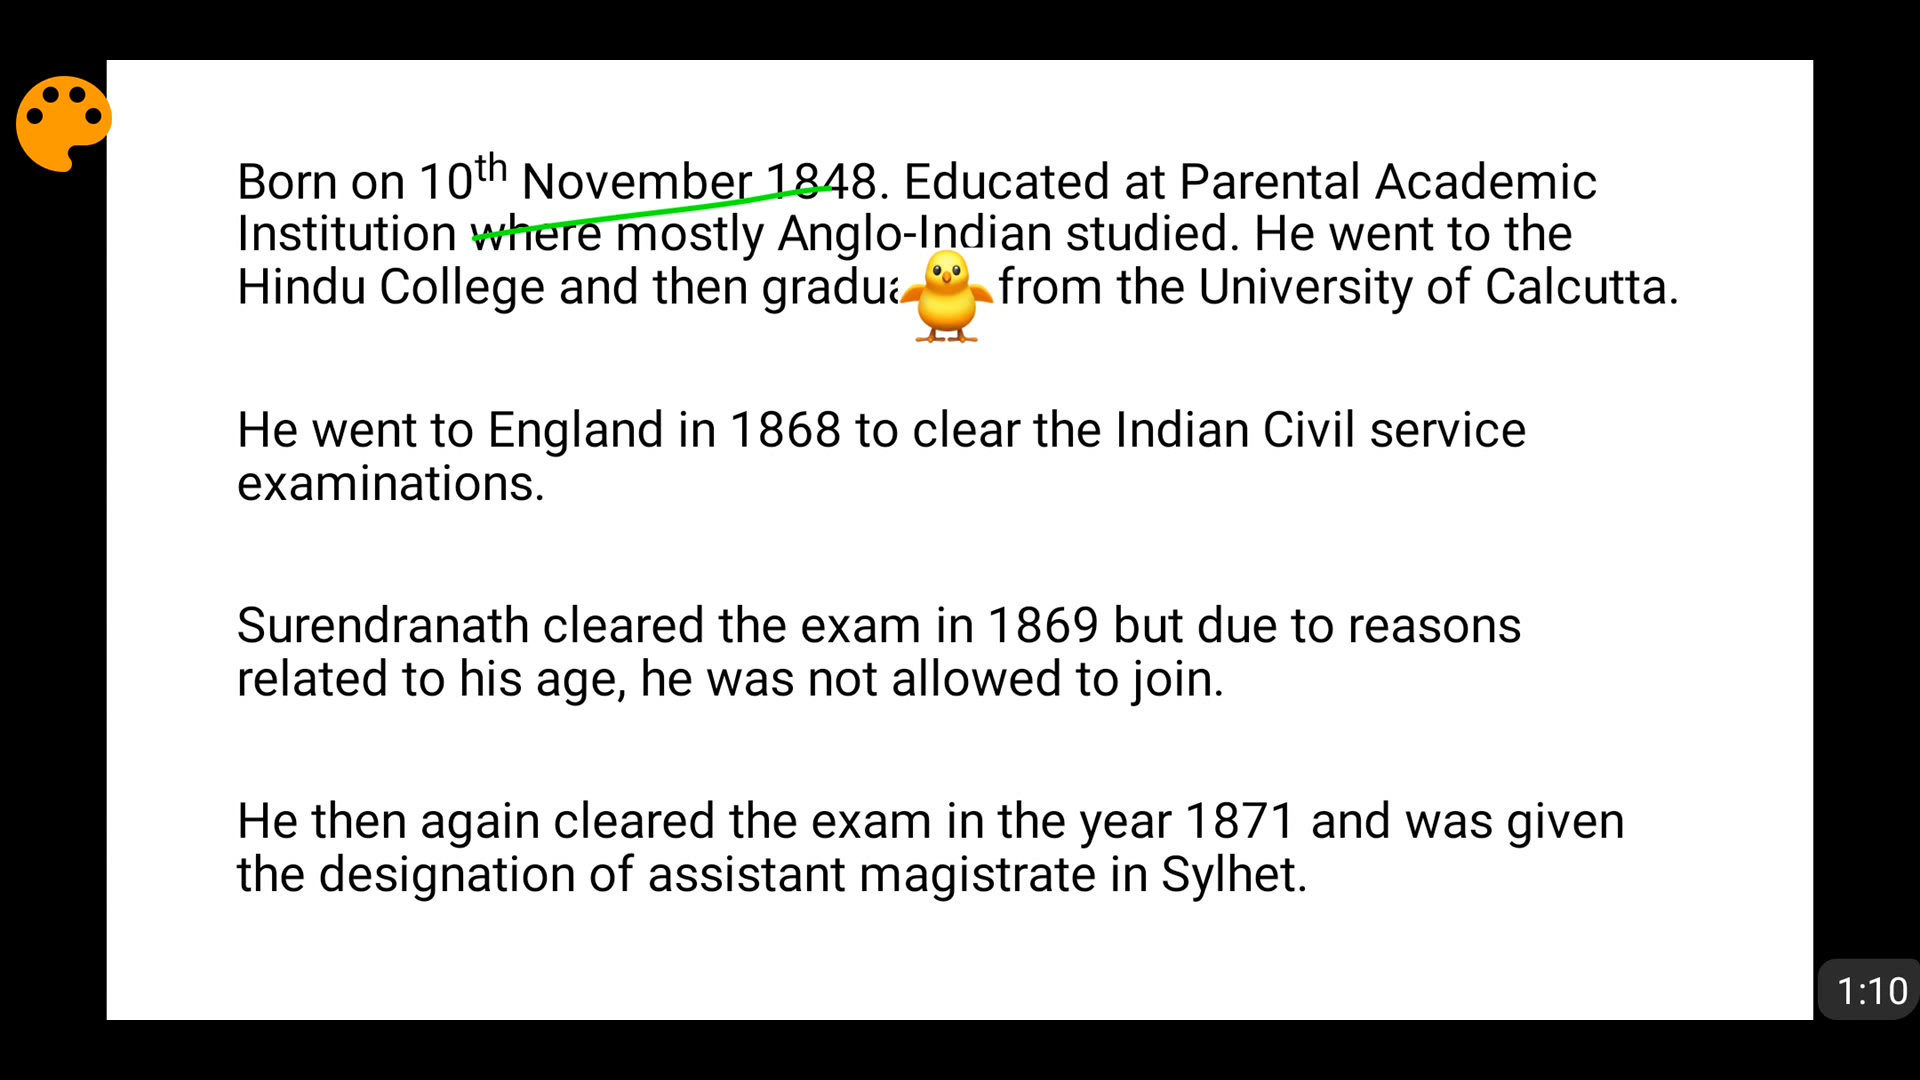 Born on 10th November 1848. Educated at Parental Academic
Institution where mostly Anglo-Indian studied. He went to the
Hindu College and then from the University of Calcutta.
He went to England in 1868 to clear the Indian Civil service
examinations.
Surendranath cleared the exam in 1869 but due to reasons
related to his age, he was not allowed to join.
He then again cleared the exam in the year 1871 and was given
the designation of assistant magistrate in Sylhet.
1:10